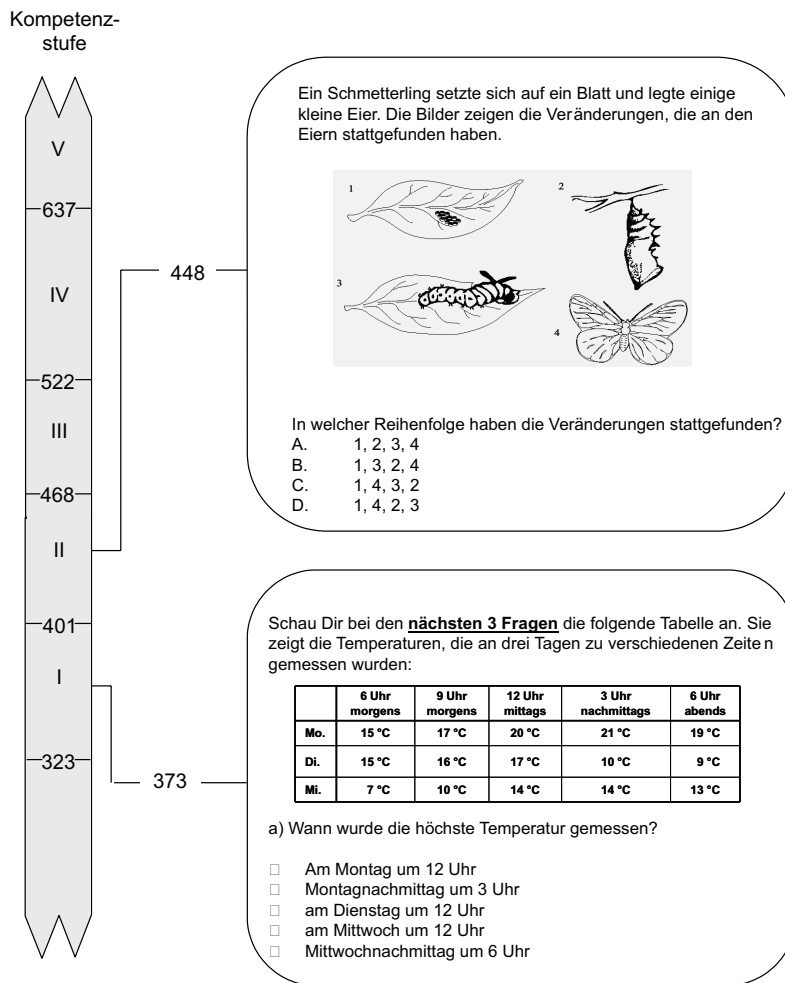 Kompetenz-
stufe
V
637
IV
522
III
468
II
401
I
323
448
Ein Schmetterling setzte sich auf ein Blatt und legte einige
kleine Eier. Die Bilder zeigen die Veränderungen, die an den
Eiern stattgefunden haben.
1
2
3
4
In welcher Reihenfolge haben die Veränderungen stattgefunden?
A. 1, 2, 3, 4
B. 1, 3, 2, 4
C. 1, 4, 3, 2
D. 1, 4, 2, 3
373
Schau Dir bei den nächsten 3 Fragen die folgende Tabelle an. Sie
zeigt die Temperaturen, die an drei Tagen zu verschiedenen Zeiten
gemessen wurden:
6 Uhr morgens 9 Uhr morgens 12 Uhr mittags 3 Uhr nachmittags 6 Uhr abends
Mo. 15 °C 17 °C 20 °C 21 °C 19 °C
Di. 15 °C 16 °C 17 °C 10 °C 9 °C
Mi. 7 °C 10 °C 14 °C 14 °C 13 °C
a) Wann wurde die höchste Temperatur gemessen?
□ Am Montag um 12 Uhr
□ Montagnachmittag um 3 Uhr
□ am Dienstag um 12 Uhr
□ am Mittwoch um 12 Uhr
□ Mittwochnachmittag um 6 Uhr